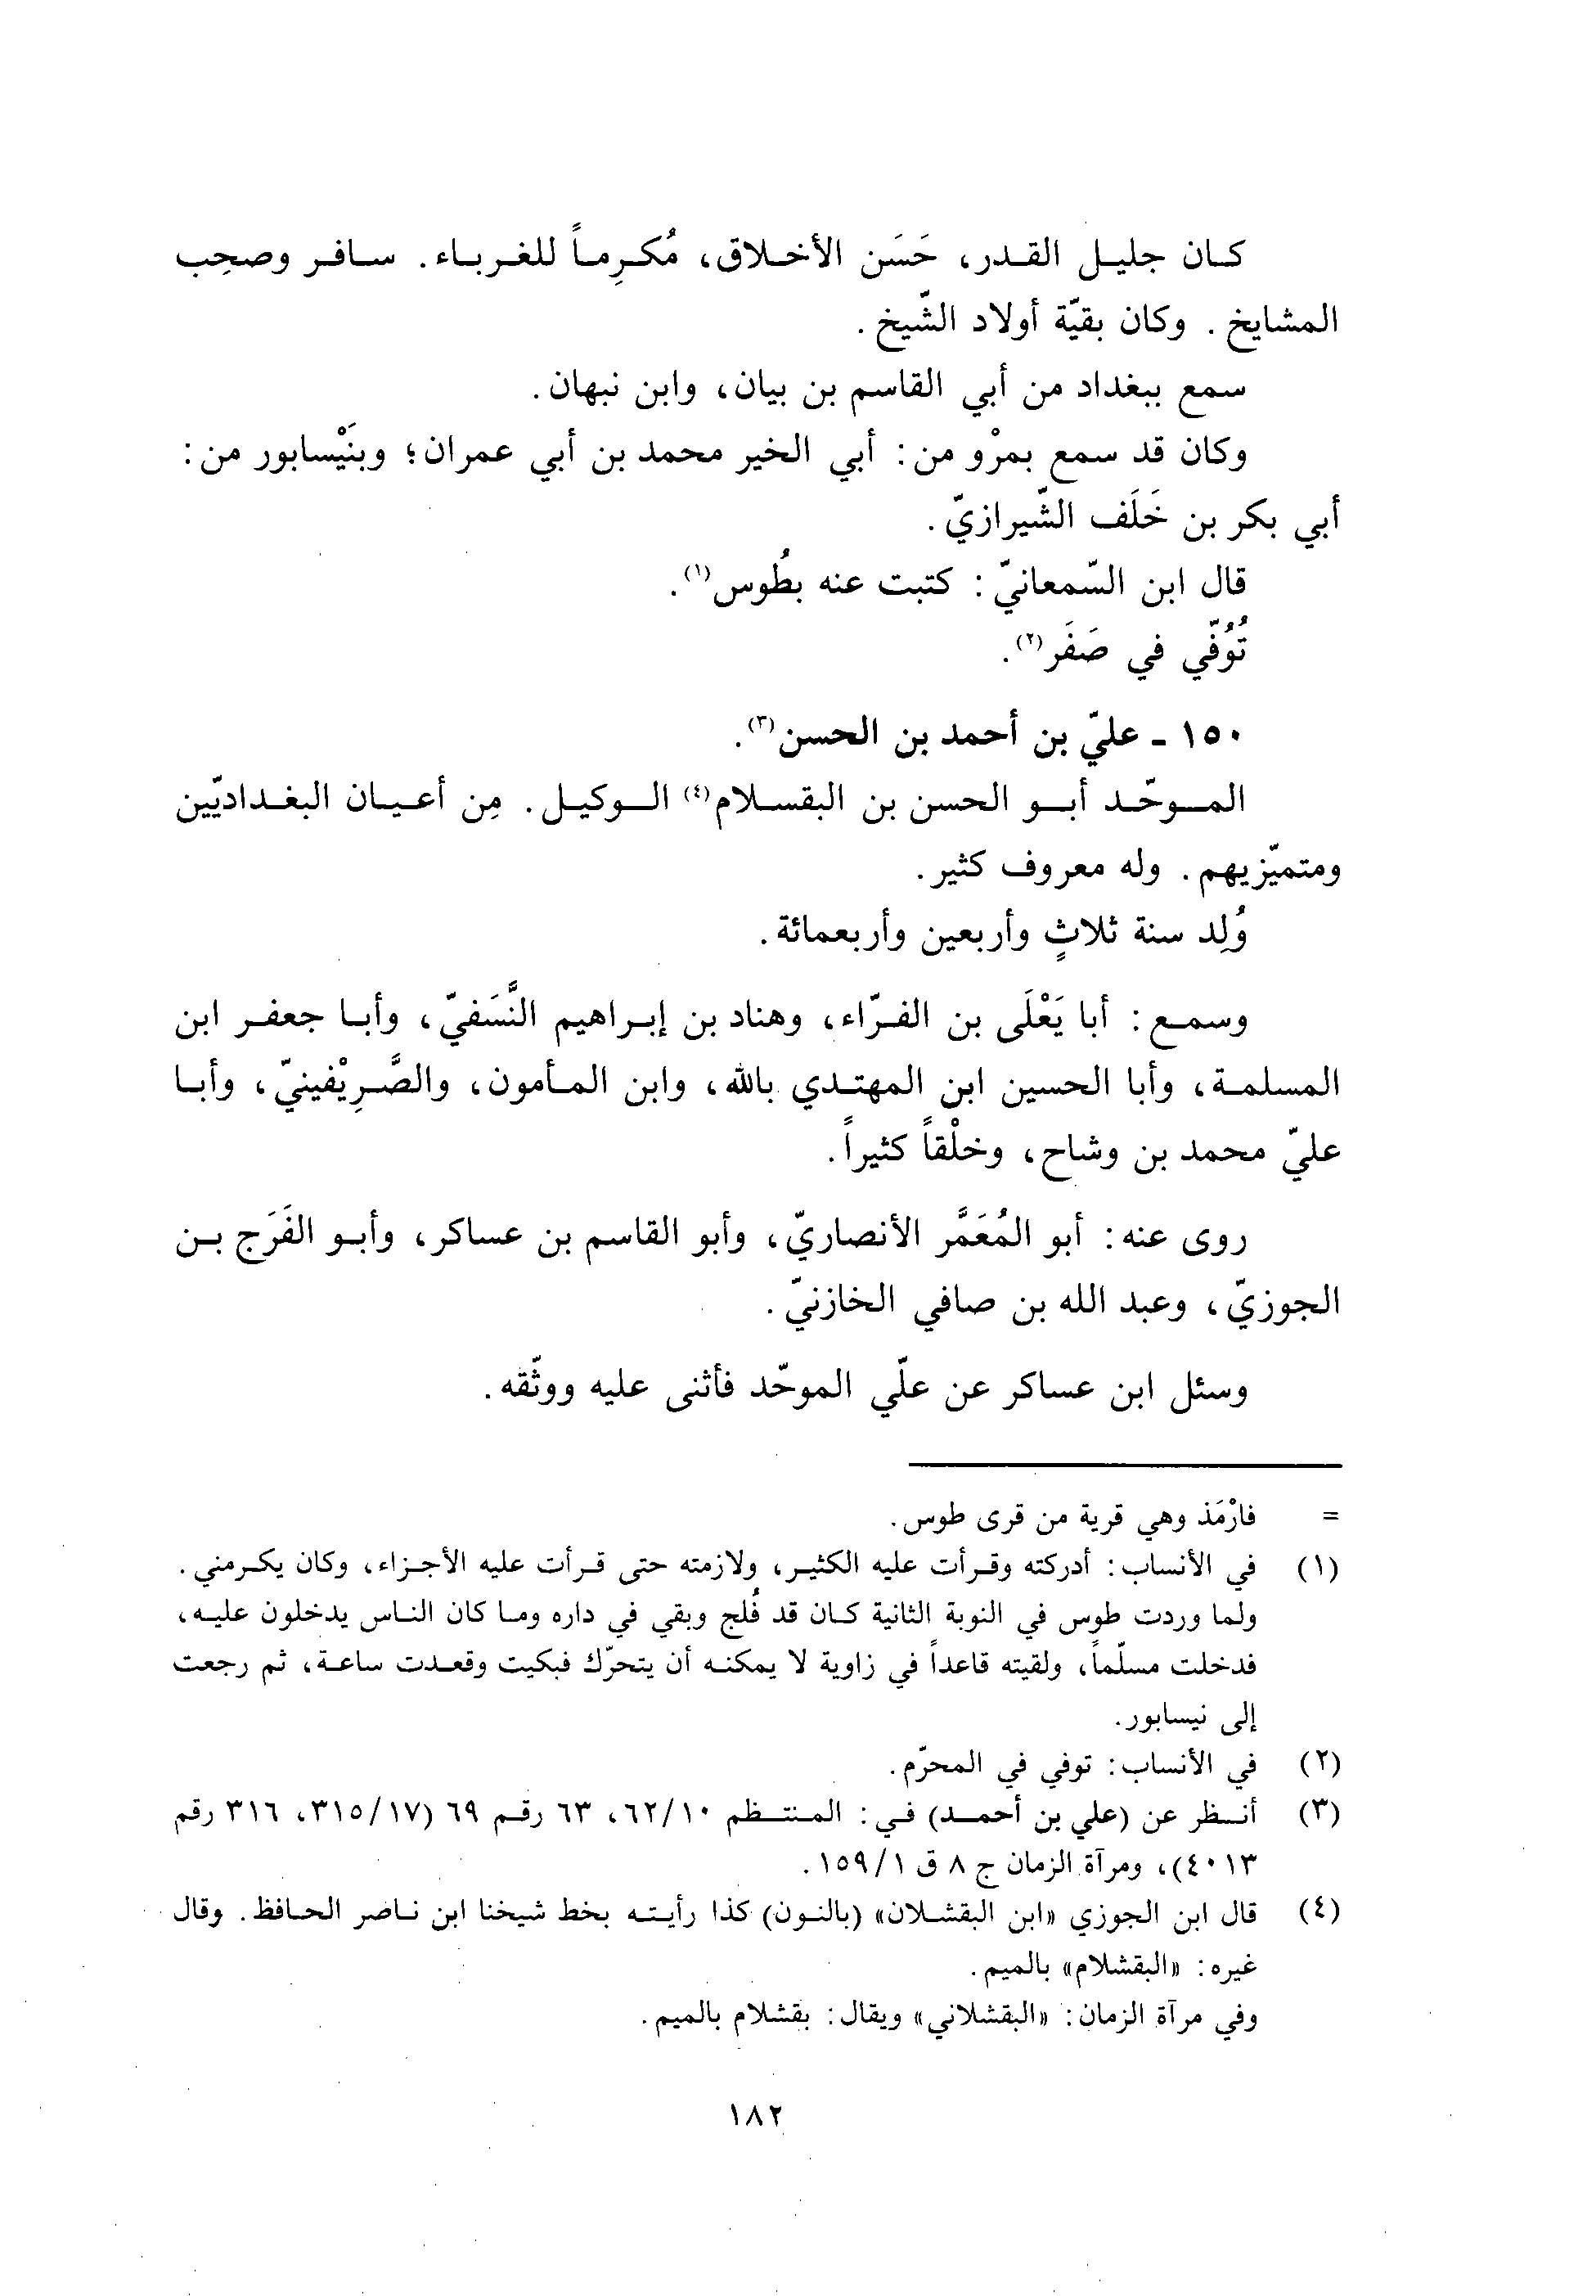 كان جليل القدر، حَسَن الأخلاق، مُكرِماً للغرباء. سافر وصحِب
المشايخ. وكان بقيّة أولاد الشّيخ.
سمع ببغداد من أبي القاسم بن بيان، وابن نبهان.
وكان قد سمع بمرْو من: أبي الخير محمد بن أبي عمران؛ وبنَيْسابور من:
أبي بكر بن خَلَف الشّيرازيّ.
قال ابن السّمعانيّ: كتبت عنه بطُوس(١).
تُوُفّي في صَفَر(٢).
١٥٠ ـ عليّ بن أحمد بن الحسن(٣).
الموحّد أبو الحسن بن البقسلام(٤) الوكيل. مِن أعيان البغداديّين
ومتميّزيهم. وله معروف كثير.
وُلِد سنة ثلاثٍ وأربعين وأربعمائة.
وسمع: أبا يَعْلَى بن الفرّاء، وهناد بن إبراهيم النَّسَفيّ، وأبا جعفر ابن
المسلمة، وأبا الحسين ابن المهتدي بالله، وابن المأمون، والصَّرِيْفينيّ، وأبا
عليّ محمد بن وشاح، وخلْقاً كثيراً.
روى عنه: أبو المُعَمَّر الأنصاريّ، وأبو القاسم بن عساكر، وأبو الفَرَج بن
الجوزيّ، وعبد الله بن صافي الخازنيّ.
وسئل ابن عساكر عن علّي الموحّد فأثنى عليه ووثّقه.
= فارْمَذ وهي قرية من قرى طوس.
(١) في الأنساب: أدركته وقرأت عليه الكثير، ولازمته حتى قرأت عليه الأجزاء، وكان يكرمني.
ولما وردت طوس في النوبة الثانية كان قد فُلج وبقي في داره وما كان الناس يدخلون عليه،
فدخلت مسلّماً، ولقيته قاعداً في زاوية لا يمكنه أن يتحرّك فبكيت وقعدت ساعة، ثم رجعت
إلى نيسابور.
(٢) في الأنساب: توفي في المحرّم.
(٣) أنظر عن (علي بن أحمد) في: المنتظم ٦٢/١٠، ٦٣ رقم ٦٩ (٣١٥/١٧، ٣١٦ رقم
٤٠١٣)، ومرآة الزمان ج ٨ ق ١٥٩/١.
(٤) قال ابن الجوزي «ابن البقشلان» (بالنون) كذا رأيته بخط شيخنا ابن ناصر الحافظ. وقال
غيره: «البقشلام» بالميم.
وفي مرآة الزمان: «البقشلاني» ويقال: بقشلام بالميم.
١٨٢